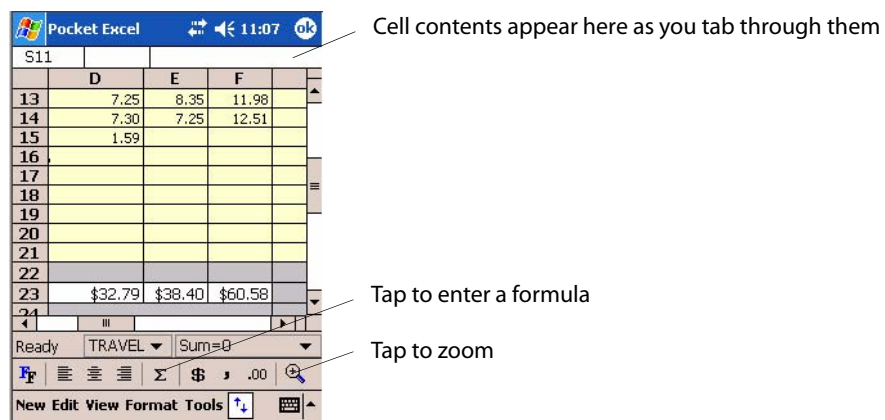 Pocket Excel 11:07 ok
Cell contents appear here as you tab through them
S11
D E F
13 7.25 8.35 11.98
14 7.30 7.25 12.51
15 1.59
16
17
18
19
20
21
22
23 $32.79 $38.40 $60.58
24
Tap to enter a formula
Ready TRAVEL Sum=0
Tap to zoom
FF Σ $ , .00
New Edit View Format Tools